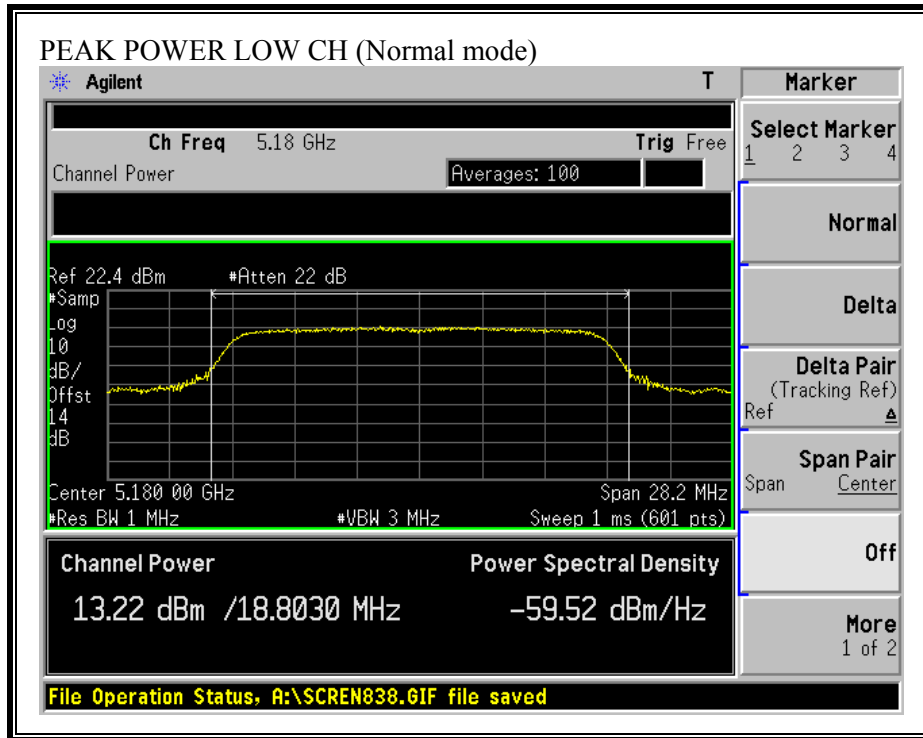 PEAK POWER LOW CH (Normal mode)
Agilent T
Ch Freq 5.18 GHz Trig Free
Channel Power Averages: 100
Ref 22.4 dBm #Atten 22 dB
#Samp
Log
10
dB/
Offst
14
dB
Center 5.180 00 GHz Span 28.2 MHz
#Res BW 1 MHz #VBW 3 MHz Sweep 1 ms (601 pts)
Channel Power Power Spectral Density
13.22 dBm /18.8030 MHz -59.52 dBm/Hz
File Operation Status, A:\SCREN838.GIF file saved
Marker
Select Marker
1 2 3 4
Normal
Delta
Delta Pair
(Tracking Ref)
Ref Δ
Span Pair
Span Center
Off
More
1 of 2